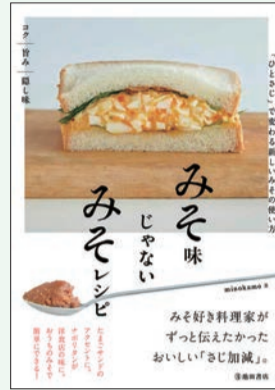 コク 旨み 隠し味
「ひとさじ」で変わる新しいみその使い方
みそ味
じゃない
みそレシピ
misokamo 著
たまごサンドの
アクセントに。
ナポリタンが
洋食店の味に。
おうちのみそで
簡単にできる!
みそ好き料理家が
ずっと伝えたかった
おいしい「さじ加減」。
池田書店